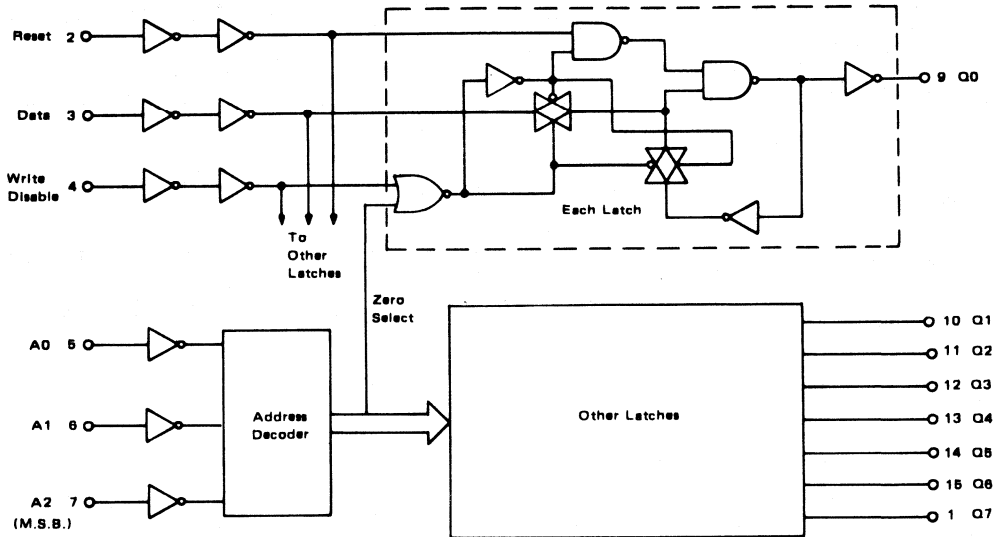 Reset 2
9 Q0
Data 3
Write
Disable 4
Each Latch
To
Other
Latches
Zero
Select
A0 5
A1 6
A2 7
(M.S.B.)
Address
Decoder
Other Latches
10 Q1
11 Q2
12 Q3
13 Q4
14 Q5
15 Q6
1 Q7